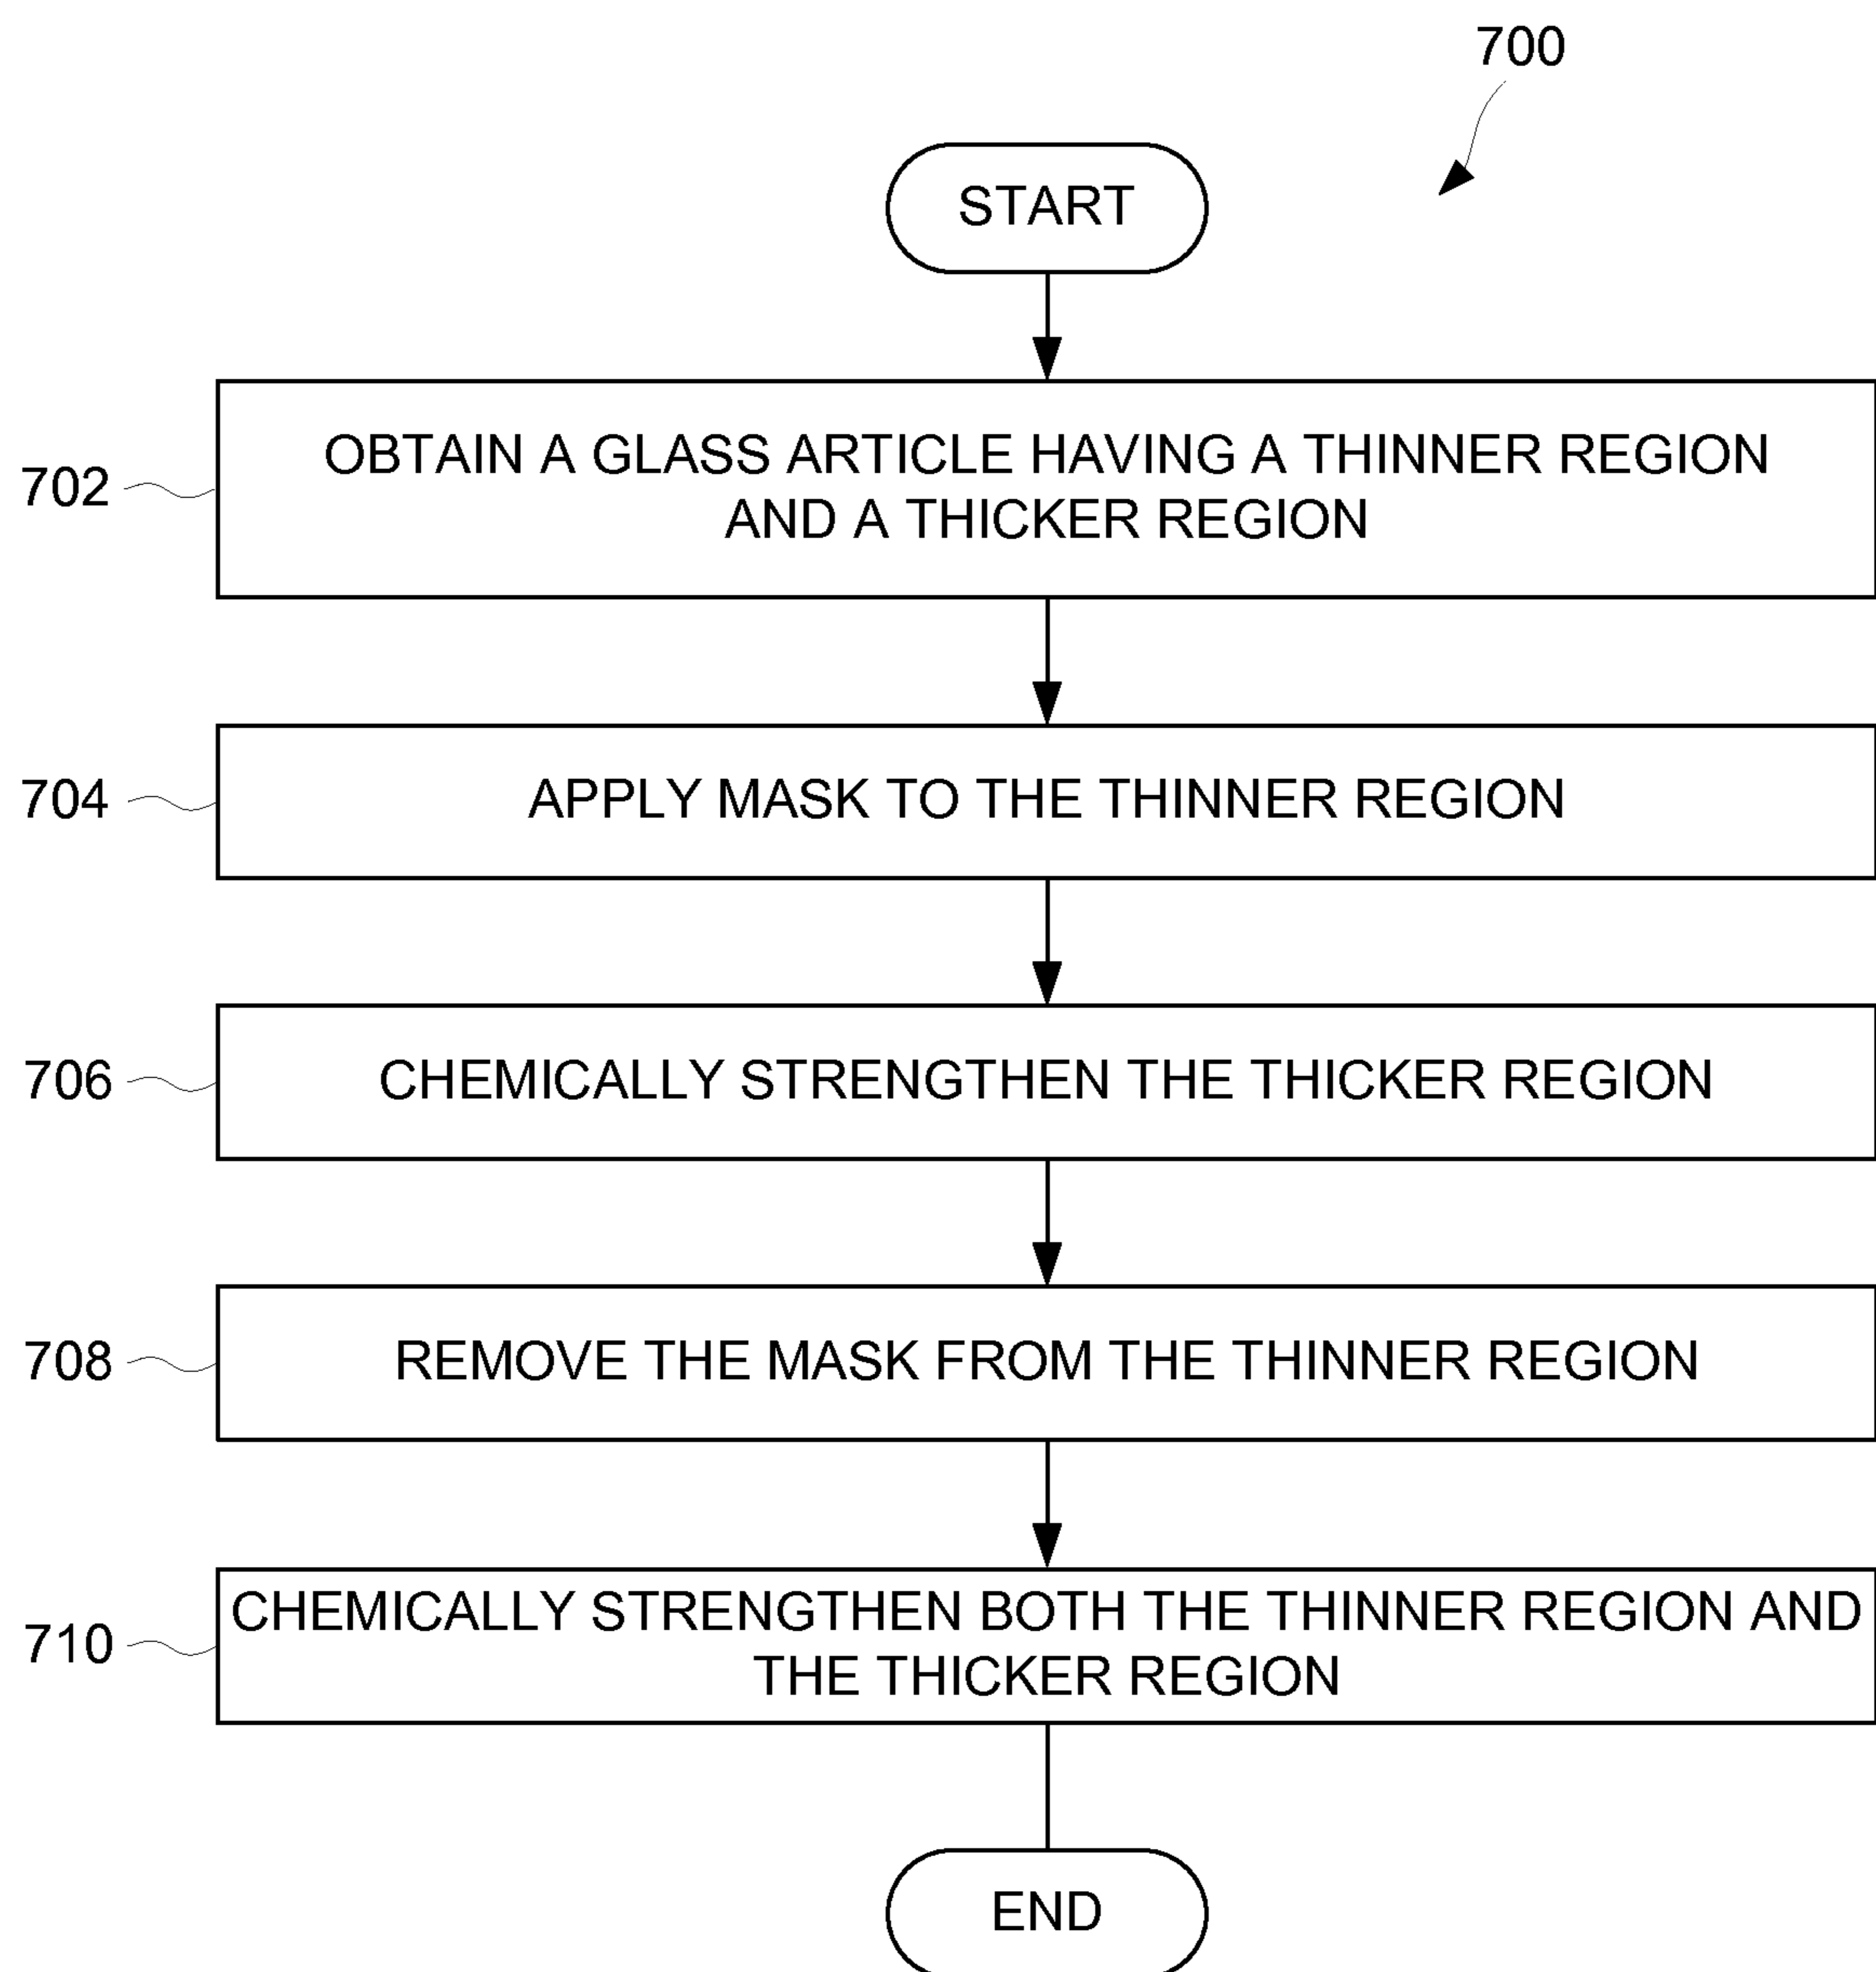 700
START
702
OBTAIN A GLASS ARTICLE HAVING A THINNER REGION
AND A THICKER REGION
704
APPLY MASK TO THE THINNER REGION
706
CHEMICALLY STRENGTHEN THE THICKER REGION
708
REMOVE THE MASK FROM THE THINNER REGION
710
CHEMICALLY STRENGTHEN BOTH THE THINNER REGION AND
THE THICKER REGION
END